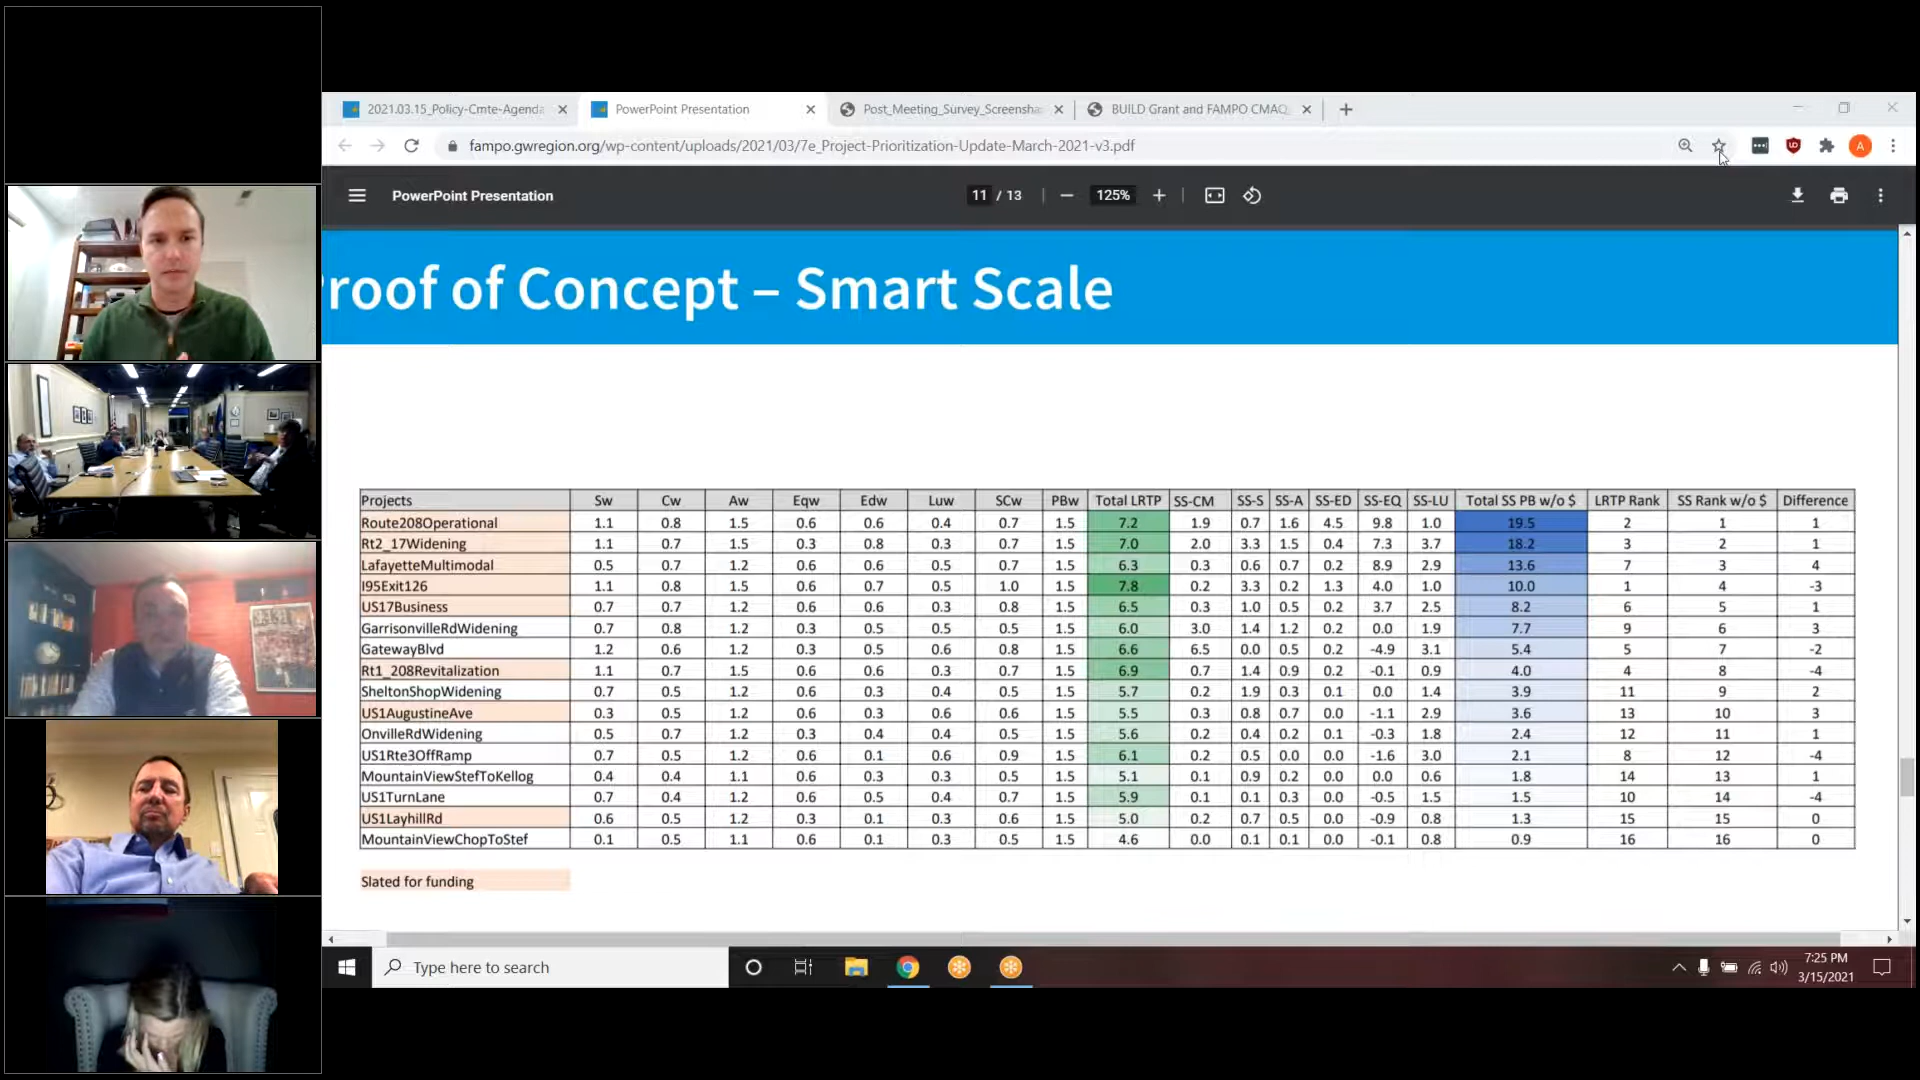 2021.03.15_Policy-Cmte-Agenda
PowerPoint Presentation
Post_Meeting_Survey_Screensha
BUILD Grant and FAMPO CMAQ
fampo.gwregion.org/wp-content/uploads/2021/03/7e_Project-Prioritization-Update-March-2021-v3.pdf
A
PowerPoint Presentation
11 / 13
125%
roof of Concept – Smart Scale
Projects Sw Cw Aw Eqw Edw Luw SCw PBw Total LRTP SS-CM SS-S SS-A SS-ED SS-EQ SS-LU Total SS PB w/o $ LRTP Rank SS Rank w/o $ Difference
Route208Operational 1.1 0.8 1.5 0.6 0.6 0.4 0.7 1.5 7.2 1.9 0.7 1.6 4.5 9.8 1.0 19.5 2 1 1
Rt2_17Widening 1.1 0.7 1.5 0.3 0.8 0.3 0.7 1.5 7.0 2.0 3.3 1.5 0.4 7.3 3.7 18.2 3 2 1
LafayetteMultimodal 0.5 0.7 1.2 0.6 0.6 0.5 0.7 1.5 6.3 0.3 0.6 0.7 0.2 8.9 2.9 13.6 7 3 4
I95Exit126 1.1 0.8 1.5 0.6 0.7 0.5 1.0 1.5 7.8 0.2 3.3 0.2 1.3 4.0 1.0 10.0 1 4 -3
US17Business 0.7 0.7 1.2 0.6 0.6 0.3 0.8 1.5 6.5 0.3 1.0 0.5 0.2 3.7 2.5 8.2 6 5 1
GarrisonvilleRdWidening 0.7 0.8 1.2 0.3 0.5 0.5 0.5 1.5 6.0 3.0 1.4 1.2 0.2 0.0 1.9 7.7 9 6 3
GatewayBlvd 1.2 0.6 1.2 0.3 0.5 0.6 0.8 1.5 6.6 6.5 0.0 0.5 0.2 -4.9 3.1 5.4 5 7 -2
Rt1_208Revitalization 1.1 0.7 1.5 0.6 0.6 0.3 0.7 1.5 6.9 0.7 1.4 0.9 0.2 -0.1 0.9 4.0 4 8 -4
SheltonShopWidening 0.7 0.5 1.2 0.6 0.3 0.4 0.5 1.5 5.7 0.2 1.9 0.3 0.1 0.0 1.4 3.9 11 9 2
US1AugustineAve 0.3 0.5 1.2 0.6 0.3 0.6 0.6 1.5 5.5 0.3 0.8 0.7 0.0 -1.1 2.9 3.6 13 10 3
OnvilleRdWidening 0.5 0.7 1.2 0.3 0.4 0.4 0.5 1.5 5.6 0.2 0.4 0.2 0.1 -0.3 1.8 2.4 12 11 1
US1Rte3OffRamp 0.7 0.5 1.2 0.6 0.1 0.6 0.9 1.5 6.1 0.2 0.5 0.0 0.0 -1.6 3.0 2.1 8 12 -4
MountainViewStefToKellog 0.4 0.4 1.1 0.6 0.3 0.3 0.5 1.5 5.1 0.1 0.9 0.2 0.0 0.0 0.6 1.8 14 13 1
US1TurnLane 0.7 0.4 1.2 0.6 0.5 0.4 0.7 1.5 5.9 0.1 0.1 0.3 0.0 -0.5 1.5 1.5 10 14 -4
US1LayhillRd 0.6 0.5 1.2 0.3 0.1 0.3 0.6 1.5 5.0 0.2 0.7 0.5 0.0 -0.9 0.8 1.3 15 15 0
MountainViewChopToStef 0.1 0.5 1.1 0.6 0.1 0.3 0.5 1.5 4.6 0.0 0.1 0.1 0.0 -0.1 0.8 0.9 16 16 0
Slated for funding
Type here to search
7:25 PM
3/15/2021